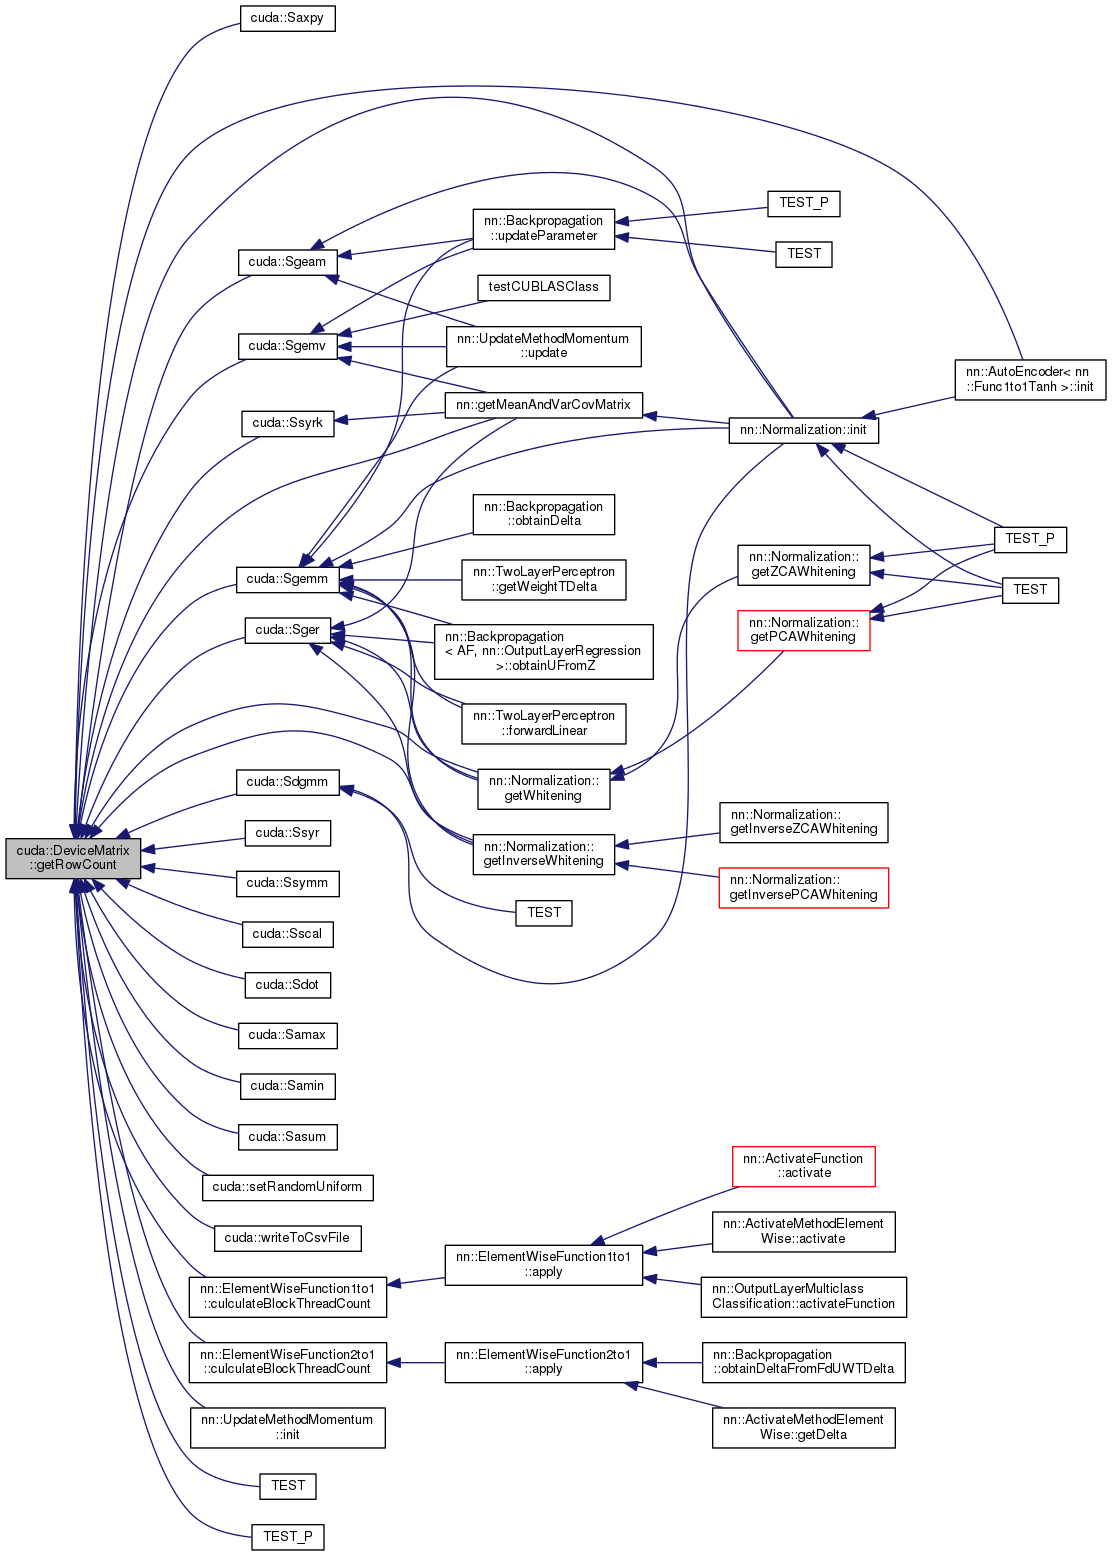 cuda::Saxpy
nn::Backpropagation
::updateParameter
TEST_P
TEST
cuda::Sgeam
testCUBLASClass
cuda::Sgemv
nn::UpdateMethodMomentum
::update
nn::AutoEncoder< nn
::Func1to1Tanh >::init
nn::getMeanAndVarCovMatrix
cuda::Ssyrk
nn::Normalization::init
nn::Backpropagation
::obtainDelta
TEST_P
nn::Normalization::
getZCAWhitening
cuda::Sgemm
nn::TwoLayerPerceptron
::getWeightTDelta
TEST
cuda::Sger
nn::Normalization::
getPCAWhitening
nn::Backpropagation
< AF, nn::OutputLayerRegression
>::obtainUFromZ
nn::TwoLayerPerceptron
::forwardLinear
cuda::Sdgmm
nn::Normalization::
getWhitening
cuda::DeviceMatrix
::getRowCount
cuda::Ssyr
nn::Normalization::
getInverseWhitening
nn::Normalization::
getInverseZCAWhitening
cuda::Ssymm
nn::Normalization::
getInversePCAWhitening
TEST
cuda::Sscal
cuda::Sdot
cuda::Samax
cuda::Samin
cuda::Sasum
cuda::setRandomUniform
nn::ActivateFunction
::activate
cuda::writeToCsvFile
nn::ActivateMethodElement
Wise::activate
nn::ElementWiseFunction1to1
::culculateBlockThreadCount
nn::ElementWiseFunction1to1
::apply
nn::OutputLayerMulticlass
Classification::activateFunction
nn::ElementWiseFunction2to1
::culculateBlockThreadCount
nn::ElementWiseFunction2to1
::apply
nn::Backpropagation
::obtainDeltaFromFdUWTDelta
nn::UpdateMethodMomentum
::init
nn::ActivateMethodElement
Wise::getDelta
TEST
TEST_P